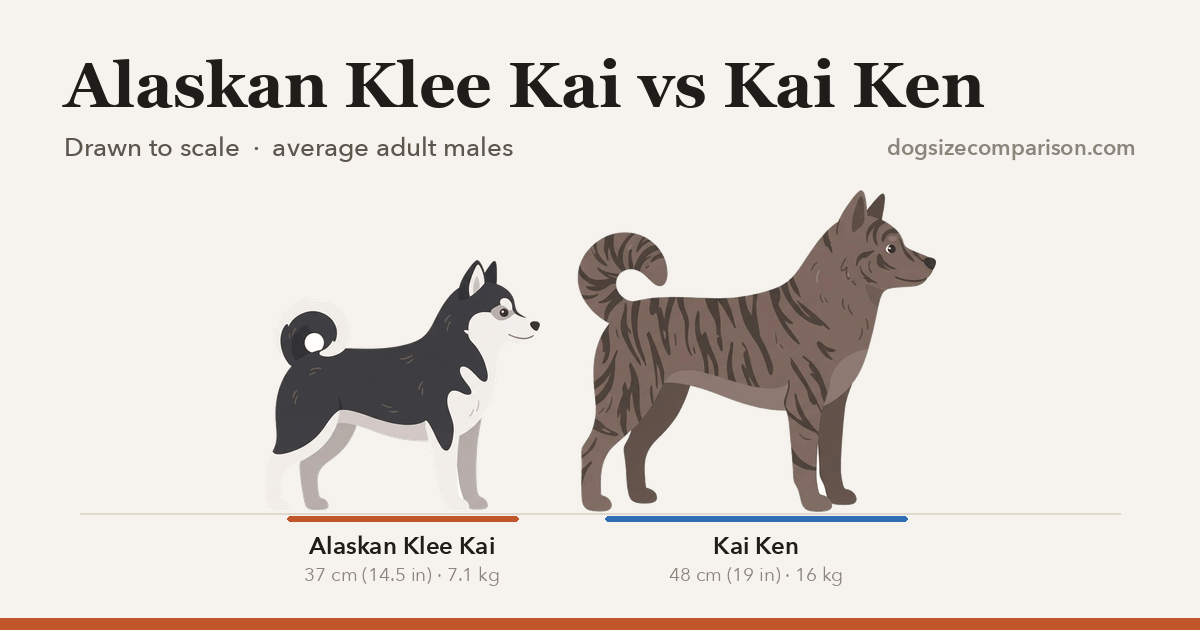 Alaskan Klee Kai vs Kai Ken
Drawn to scale · average adult males
dogsizecomparison.com
Alaskan Klee Kai
37 cm (14.5 in) · 7.1 kg
Kai Ken
48 cm (19 in) · 16 kg